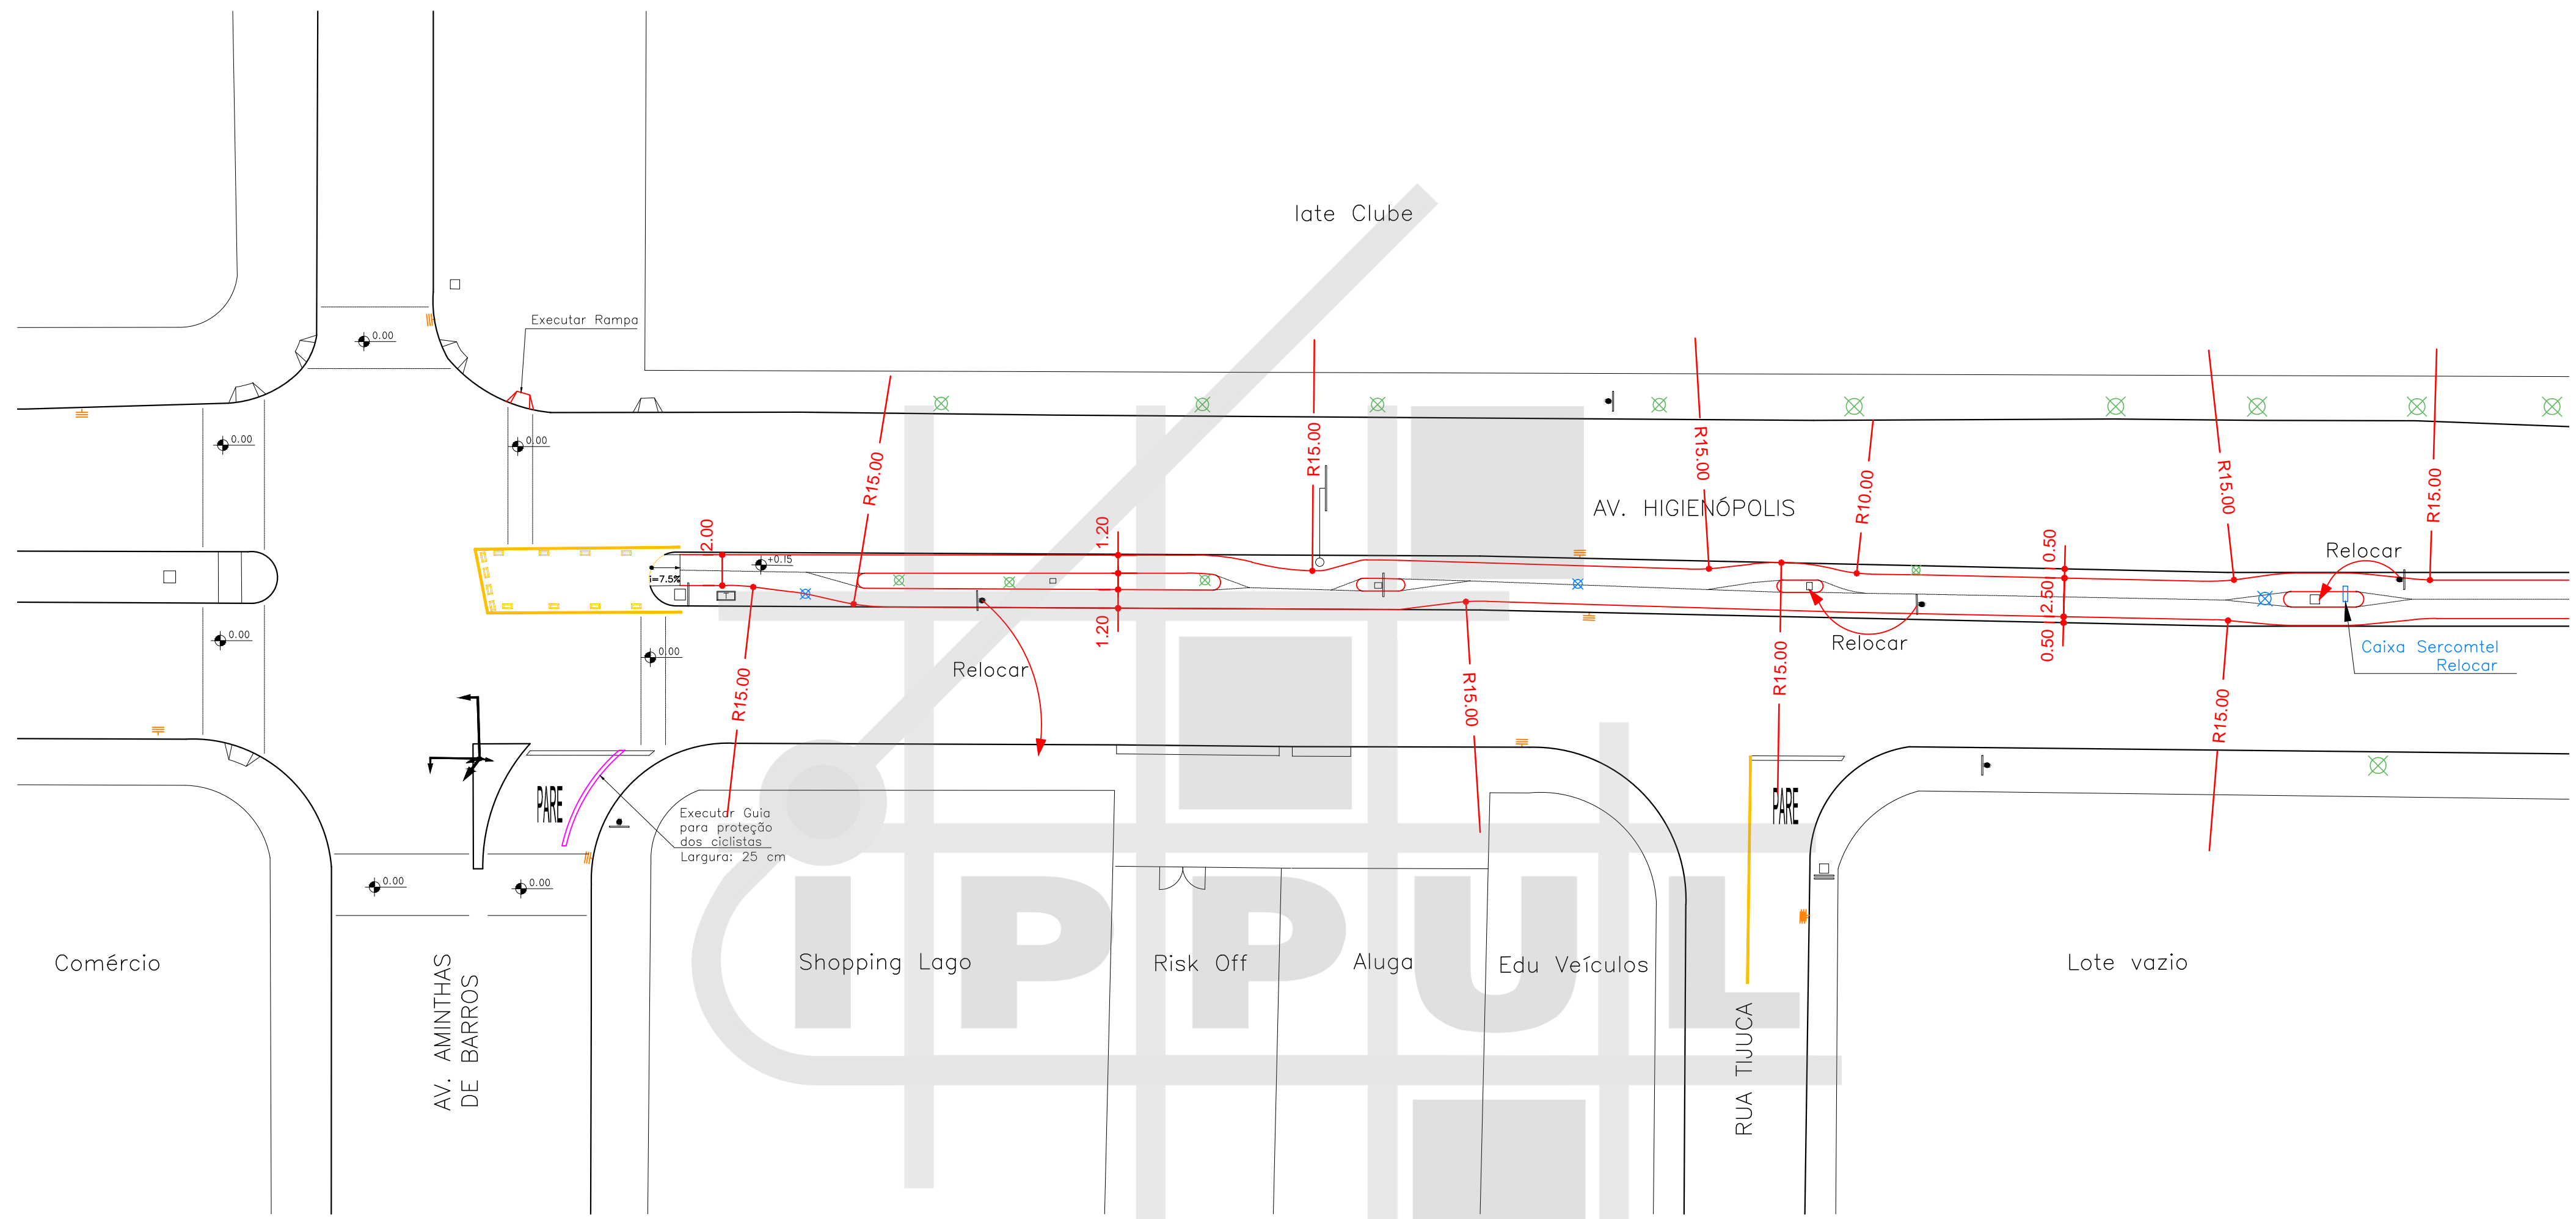 Iate Clube
Executar Rampa
0.00
0.00
0.00
R15.00
R15.00
R15.00
R10.00
R15.00
R15.00
AV. HIGIENÓPOLIS
2.00
1.20
0.50
Relocar
+0.15
i=7.5%
2.50
0.00
0.00
1.20
0.50
Relocar
Relocar
Caixa Sercomtel
Relocar
R15.00
R15.00
R15.00
R15.00
PARE
PARE
Executar Guia
para proteção
dos ciclistas
Largura: 25 cm
0.00
0.00
Comércio
Shopping Lago
Risk Off
Aluga
Edu Veículos
Lote vazio
IPPUL
AV. AMINTHAS
DE BARROS
RUA TIJUCA